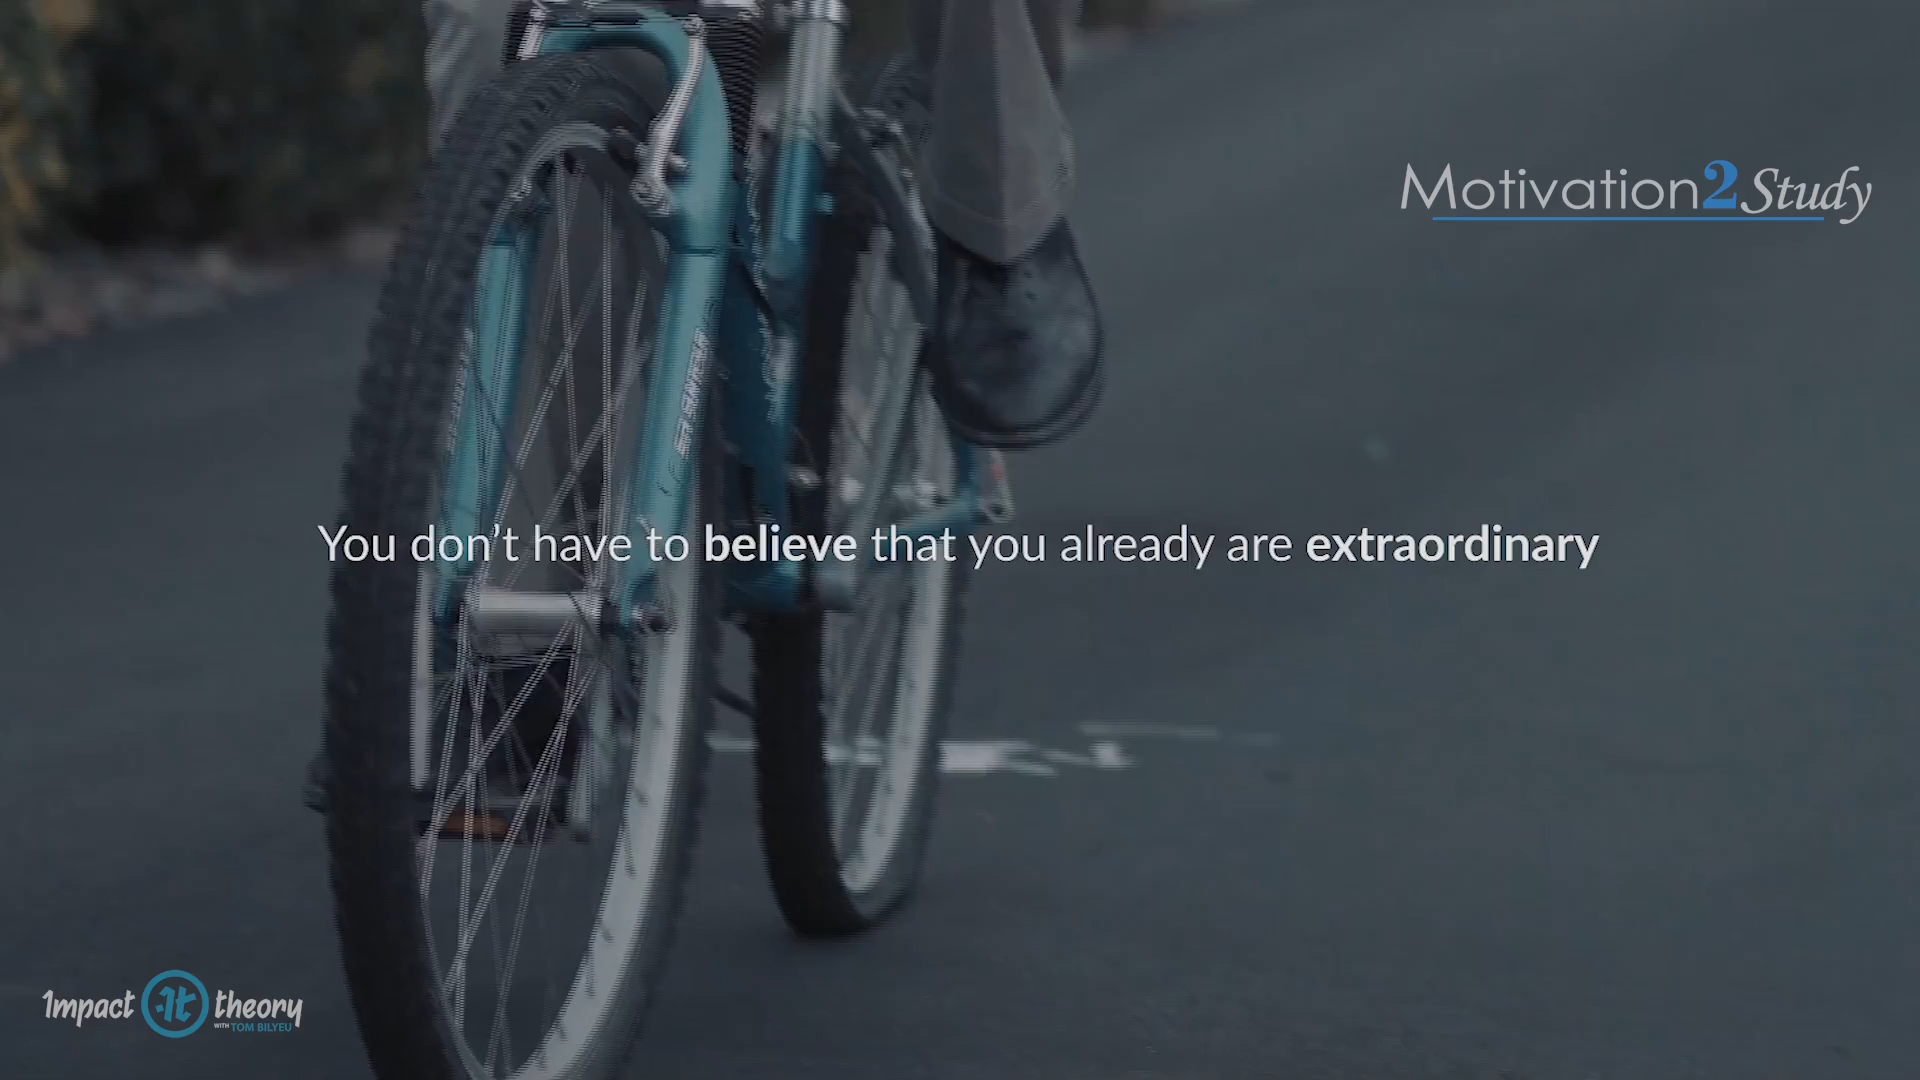 Motivation2Study
You don't have to believe that you already are extraordinary
Impact theory
WITH TOM BILYEU